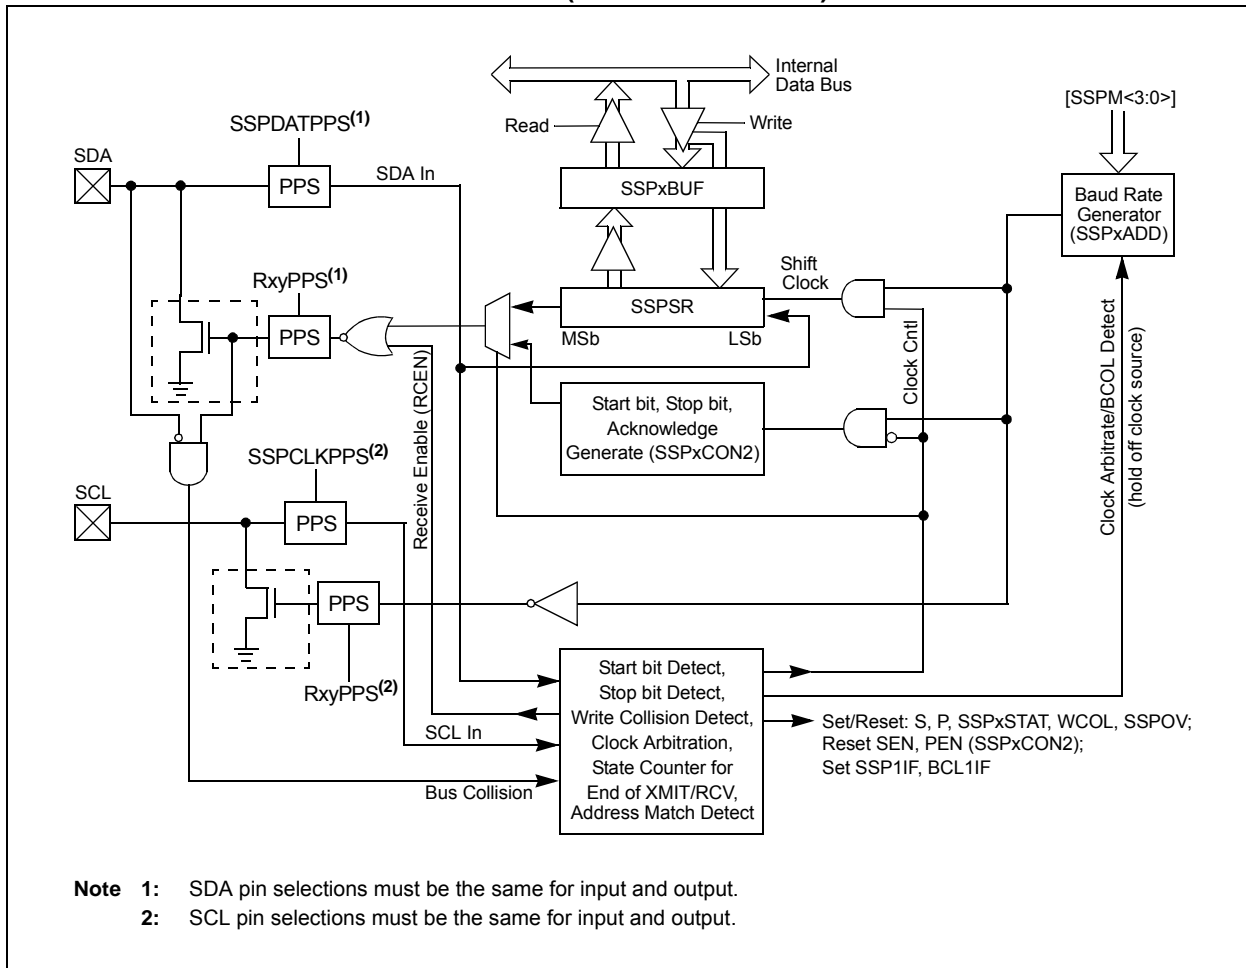 Internal
Data Bus
[SSPM<3:0>]
SSPDATPPS(1)
Read
Write
SDA
PPS
SDA In
SSPxBUF
Baud Rate
Generator
(SSPxADD)
RxyPPS(1)
Shift
Clock
PPS
SSPSR
MSb
LSb
Receive Enable (RCEN)
Clock Cntl
Clock Arbitrate/BCOL Detect
(hold off clock source)
Start bit, Stop bit,
Acknowledge
Generate (SSPxCON2)
SSPCLKPPS(2)
SCL
PPS
PPS
RxyPPS(2)
Start bit Detect,
Stop bit Detect,
Write Collision Detect,
Clock Arbitration,
State Counter for
End of XMIT/RCV,
Address Match Detect
SCL In
Bus Collision
Set/Reset: S, P, SSPxSTAT, WCOL, SSPOV;
Reset SEN, PEN (SSPxCON2);
Set SSP1IF, BCL1IF
Note 1: SDA pin selections must be the same for input and output.
2: SCL pin selections must be the same for input and output.